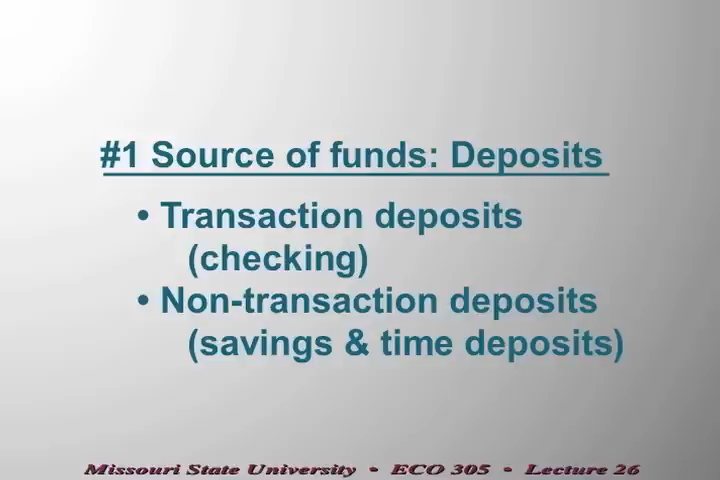 #1 Source of funds: Deposits
• Transaction deposits
(checking)
• Non-transaction deposits
(savings & time deposits)
Missouri State University • ECO 305 • Lecture 26